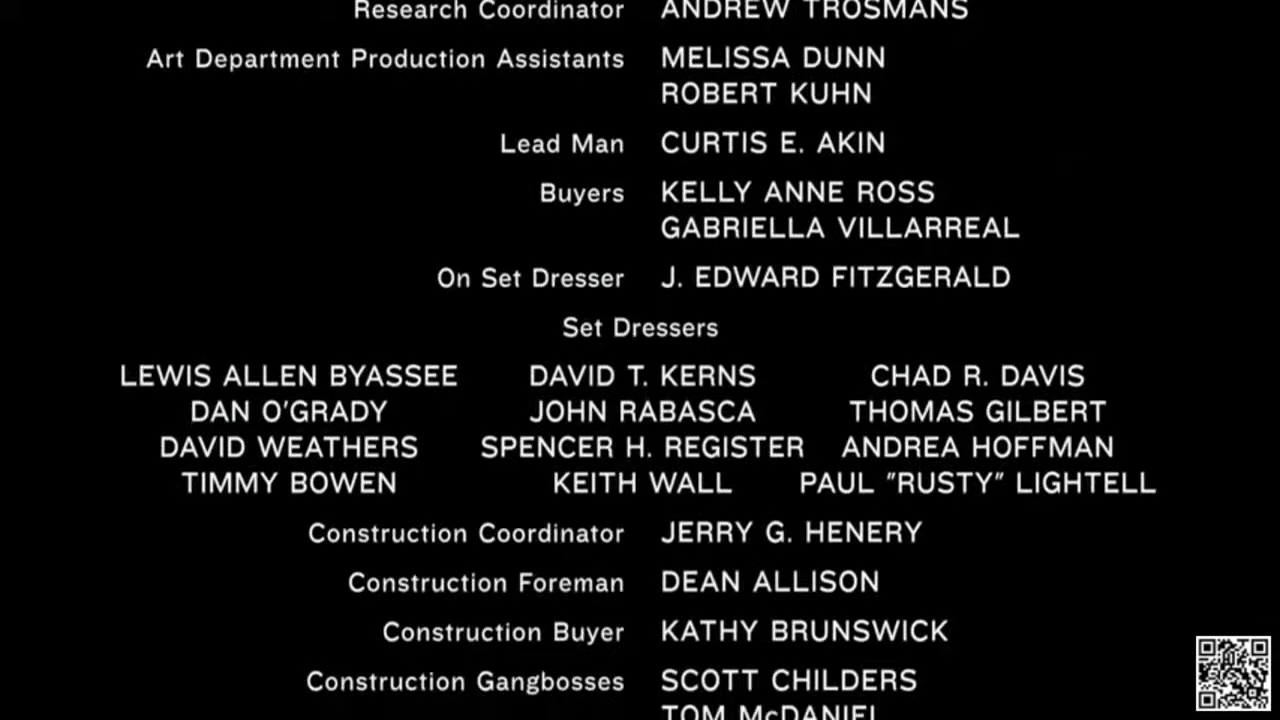 Research Coordinator ANDREW TROSMANS
Art Department Production Assistants MELISSA DUNN
ROBERT KUHN
Lead Man CURTIS E. AKIN
Buyers KELLY ANNE ROSS
GABRIELLA VILLARREAL
On Set Dresser J. EDWARD FITZGERALD
Set Dressers
LEWIS ALLEN BYASSEE DAVID T. KERNS CHAD R. DAVIS
DAN O'GRADY JOHN RABASCA THOMAS GILBERT
DAVID WEATHERS SPENCER H. REGISTER ANDREA HOFFMAN
TIMMY BOWEN KEITH WALL PAUL "RUSTY" LIGHTELL
Construction Coordinator JERRY G. HENERY
Construction Foreman DEAN ALLISON
Construction Buyer KATHY BRUNSWICK
Construction Gangbosses SCOTT CHILDERS
TOM McDANIEL